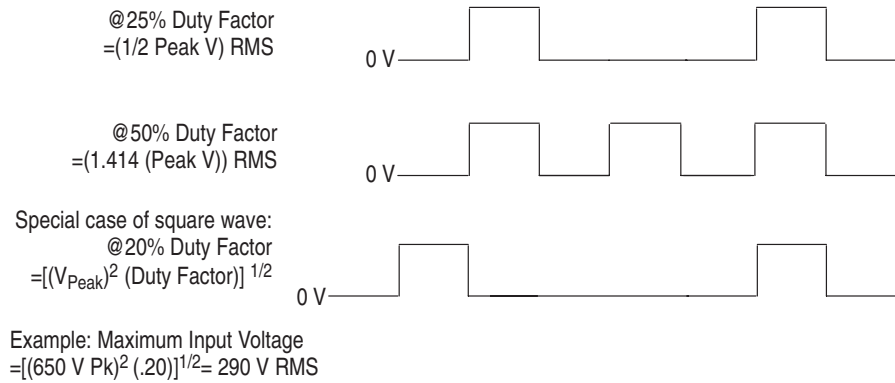 @25% Duty Factor
=(1/2 Peak V) RMS
0 V
@50% Duty Factor
=(1.414 (Peak V)) RMS
0 V
Special case of square wave:
@20% Duty Factor
=[(V_Peak)² (Duty Factor)] ¹/²
0 V
Example: Maximum Input Voltage
=[(650 V Pk)² (.20)]¹/²= 290 V RMS